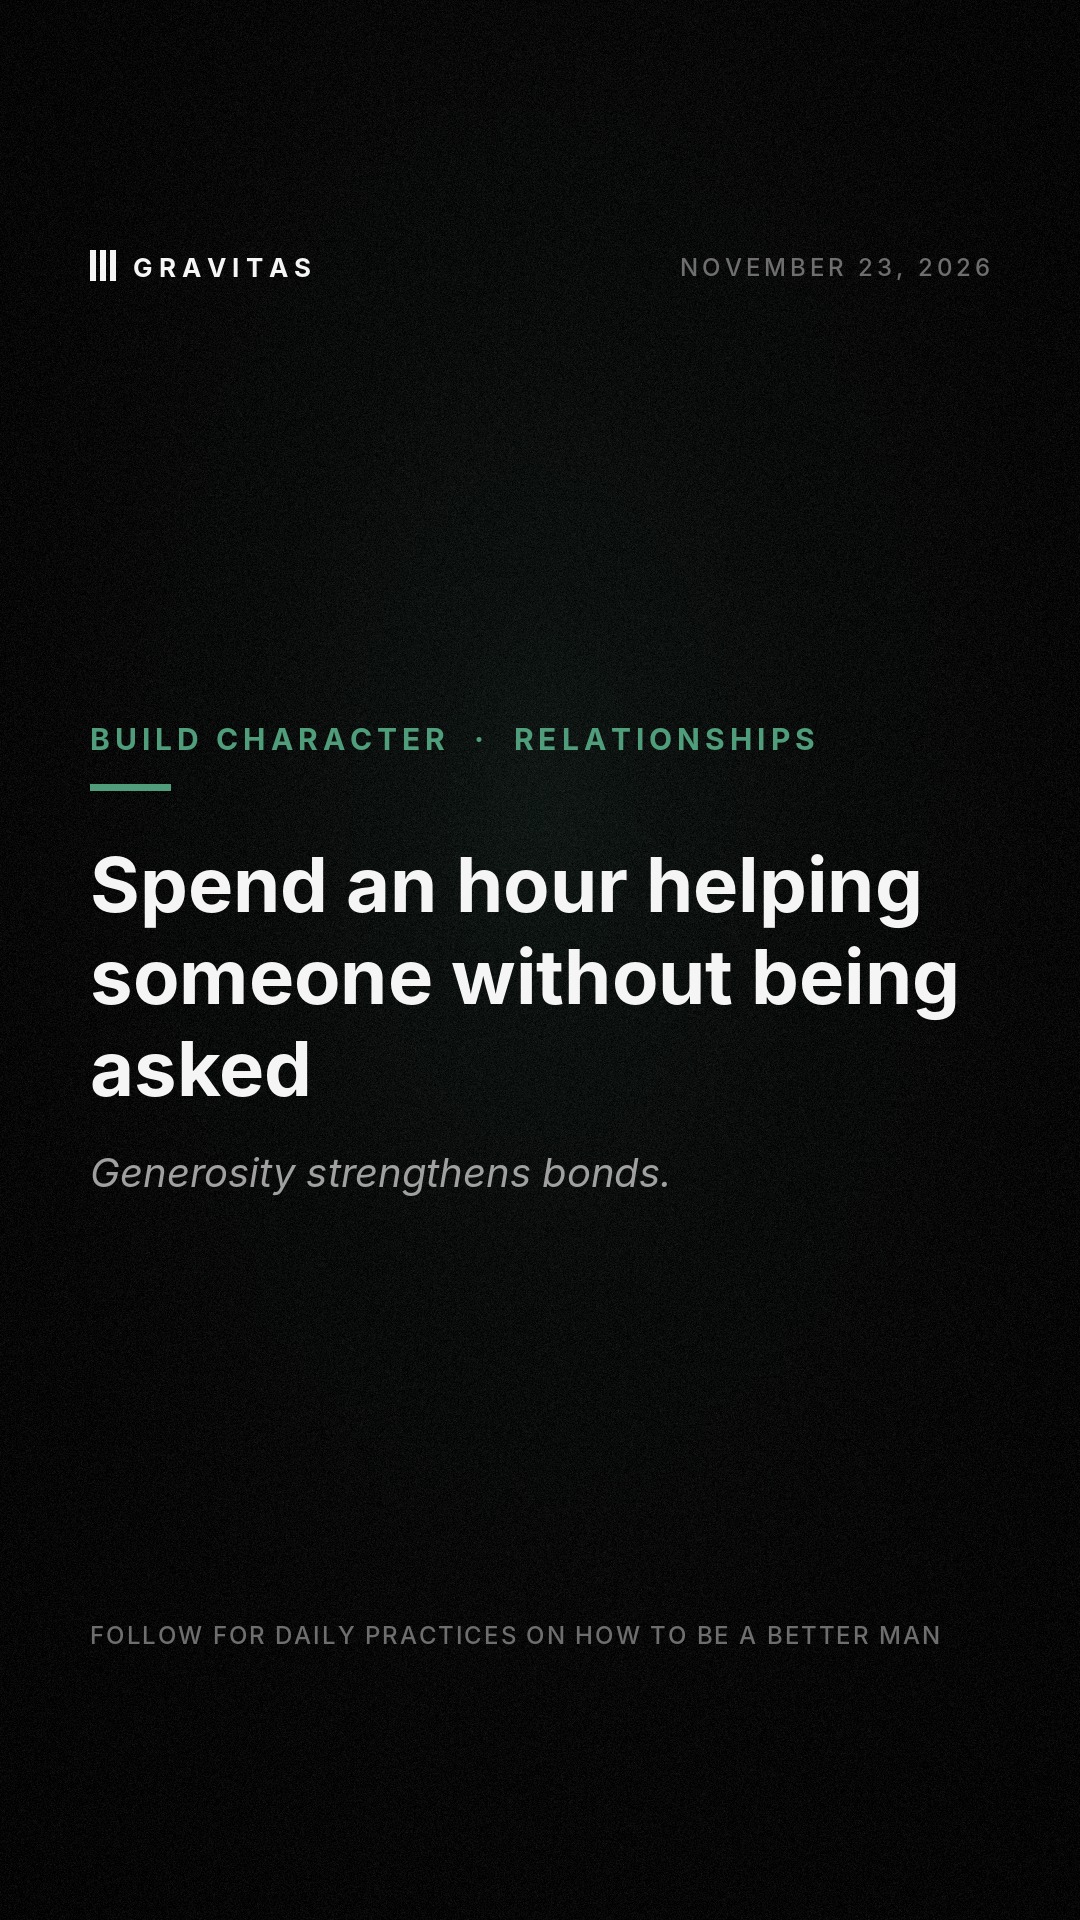 GRAVITAS
NOVEMBER 23, 2026
BUILD CHARACTER · RELATIONSHIPS
Spend an hour helping
someone without being
asked
Generosity strengthens bonds.
FOLLOW FOR DAILY PRACTICES ON HOW TO BE A BETTER MAN